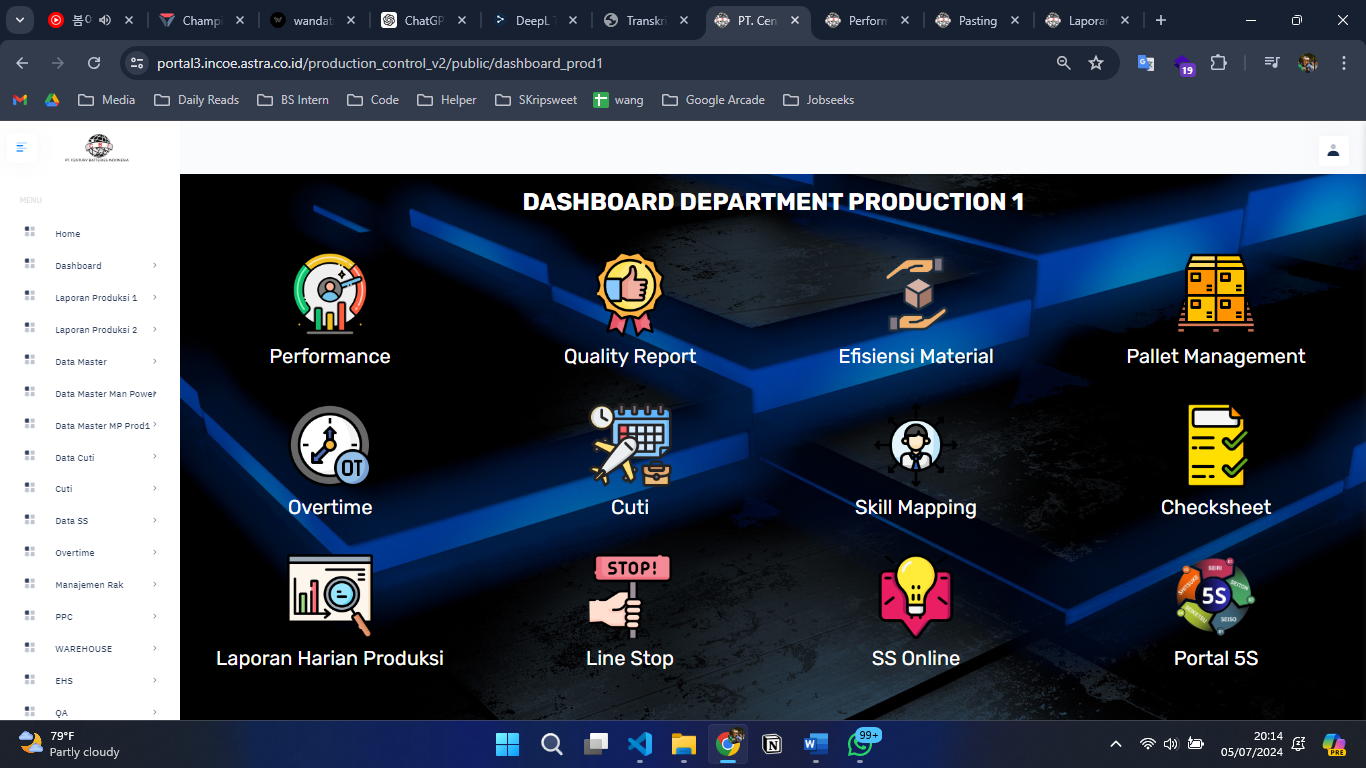 봄0
Champi
wandat
ChatGP
DeepL T
Transkri
PT. Cen
Perform
Pasting
Laporan
portal3.incoe.astra.co.id/production_control_v2/public/dashboard_prod1
19
Media
Daily Reads
BS Intern
Code
Helper
SKripsweet
wang
Google Arcade
Jobseeks
PT. CENTURY BATTERIES INDONESIA
MENU
Home
Dashboard
Laporan Produksi 1
Laporan Produksi 2
Data Master
Data Master Man Power
Data Master MP Prod1
Data Cuti
Cuti
Data SS
Overtime
Manajemen Rak
PPC
WAREHOUSE
EHS
QA
DASHBOARD DEPARTMENT PRODUCTION 1
Performance
Quality Report
Efisiensi Material
Pallet Management
OT
Overtime
Cuti
Skill Mapping
Checksheet
Laporan Harian Produksi
STOP!
Line Stop
SS Online
SEIRI
SEITON
SEISO
SEIKETSU
SHITSUKE
5S
Portal 5S
79°F
Partly cloudy
99+
20:14
05/07/2024
PRE